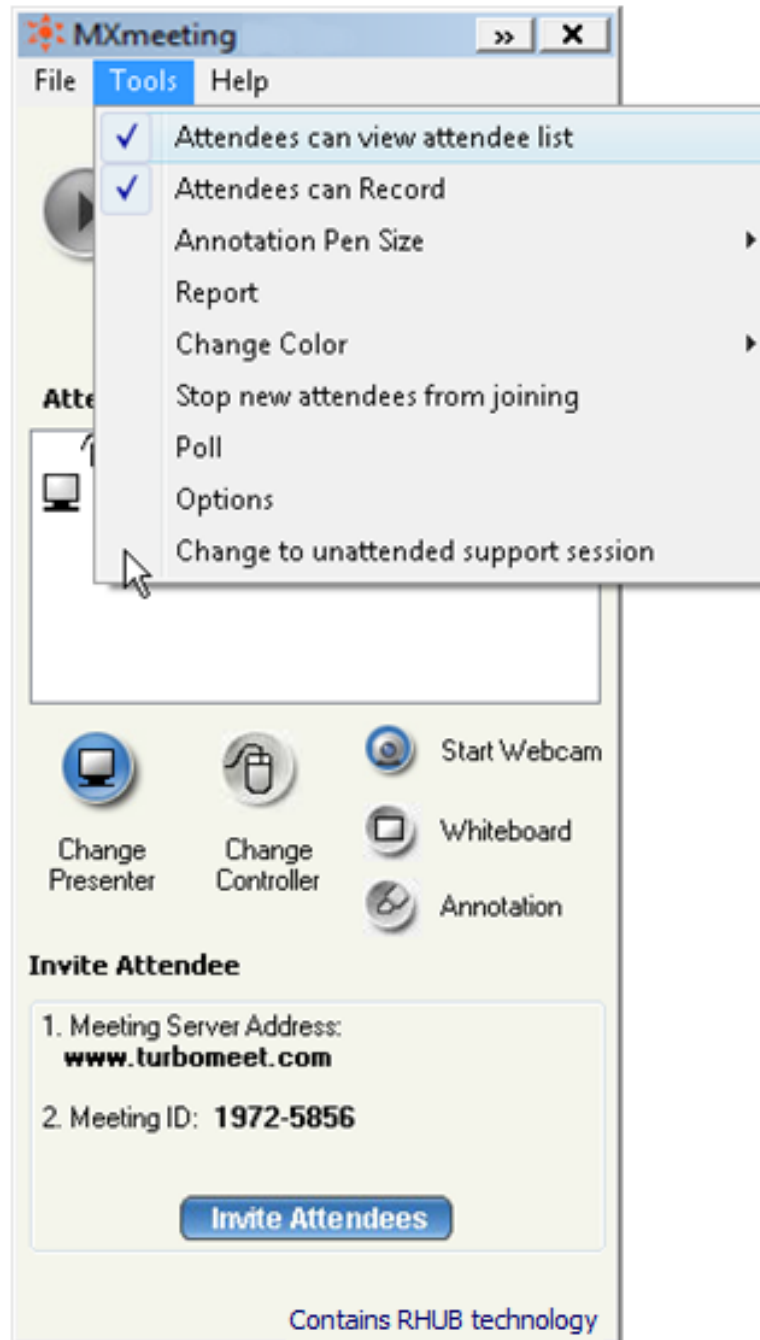 MXmeeting
File Tools Help
Attendees can view attendee list
Attendees can Record
Annotation Pen Size
Report
Change Color
Stop new attendees from joining
Poll
Options
Change to unattended support session
Start Webcam
Whiteboard
Annotation
Change Presenter
Change Controller
Invite Attendee
1. Meeting Server Address:
www.turbomeet.com
2. Meeting ID: 1972-5856
Invite Attendees
Contains RHUB technology